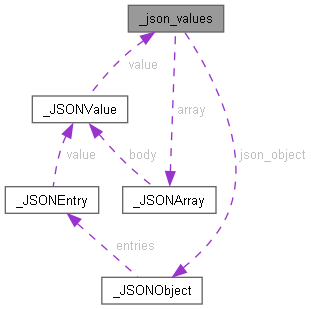 _json_values
value
_JSONValue
array
value
body
json_object
_JSONEntry
_JSONArray
entries
_JSONObject